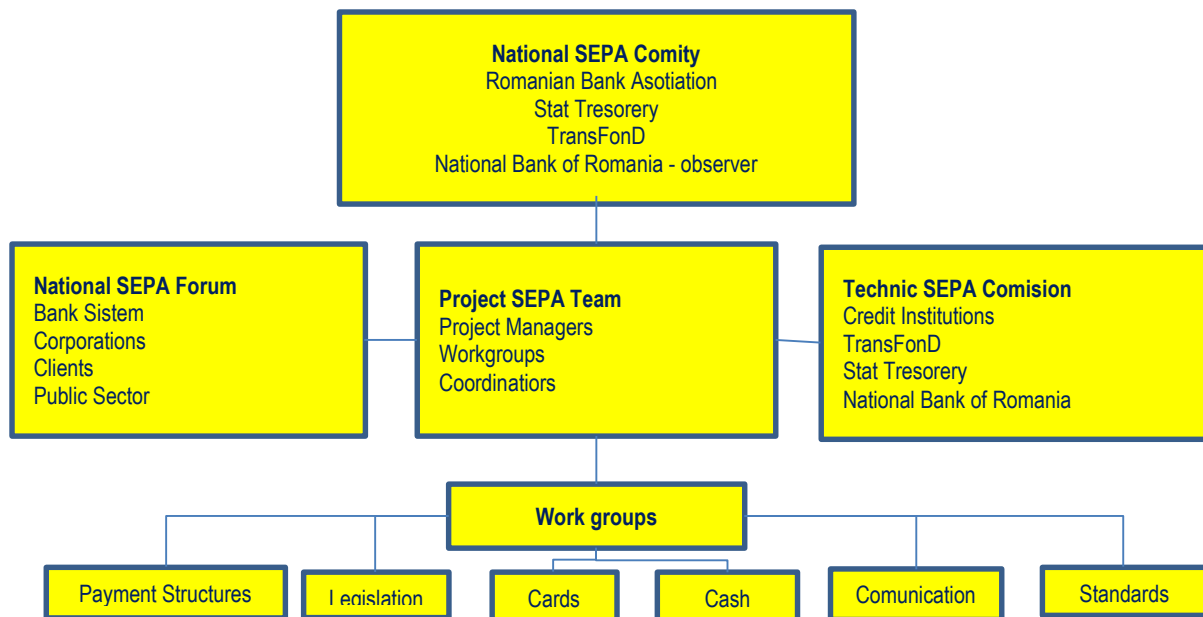 National SEPA Comity
Romanian Bank Asotiation
Stat Tresorery
TransFonD
National Bank of Romania - observer
National SEPA Forum
Bank Sistem
Corporations
Clients
Public Sector
Project SEPA Team
Project Managers
Workgroups
Coordinatiors
Technic SEPA Comision
Credit Institutions
TransFonD
Stat Tresorery
National Bank of Romania
Work groups
Payment Structures
Legislation
Cards
Cash
Comunication
Standards